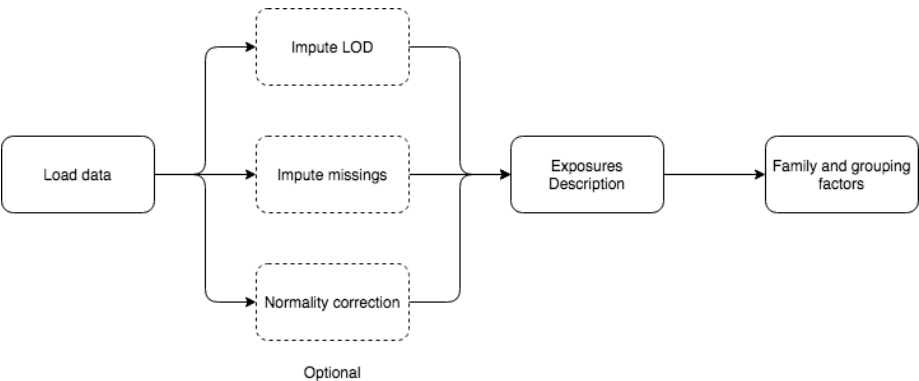 Impute LOD
Load data
Impute missings
Exposures
Description
Family and grouping
factors
Normality correction
Optional